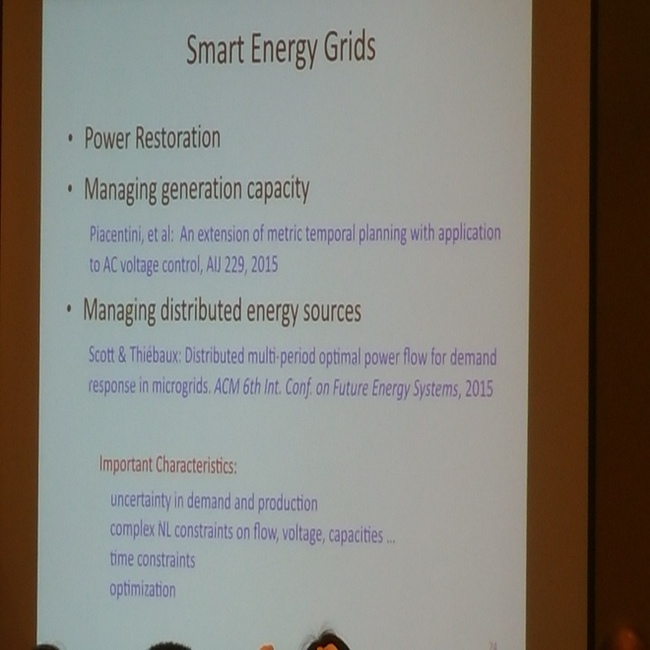 Smart Energy Grids
• Power Restoration
• Managing generation capacity
Piacentini, et al: An extension of metric temporal planning with application
to AC voltage control, AIJ 229, 2015
• Managing distributed energy sources
Scott & Thiébaux: Distributed multi-period optimal power flow for demand
response in microgrids. ACM 6th Int. Conf. on Future Energy Systems, 2015
Important Characteristics:
uncertainty in demand and production
complex NL constraints on flow, voltage, capacities ...
time constraints
optimization